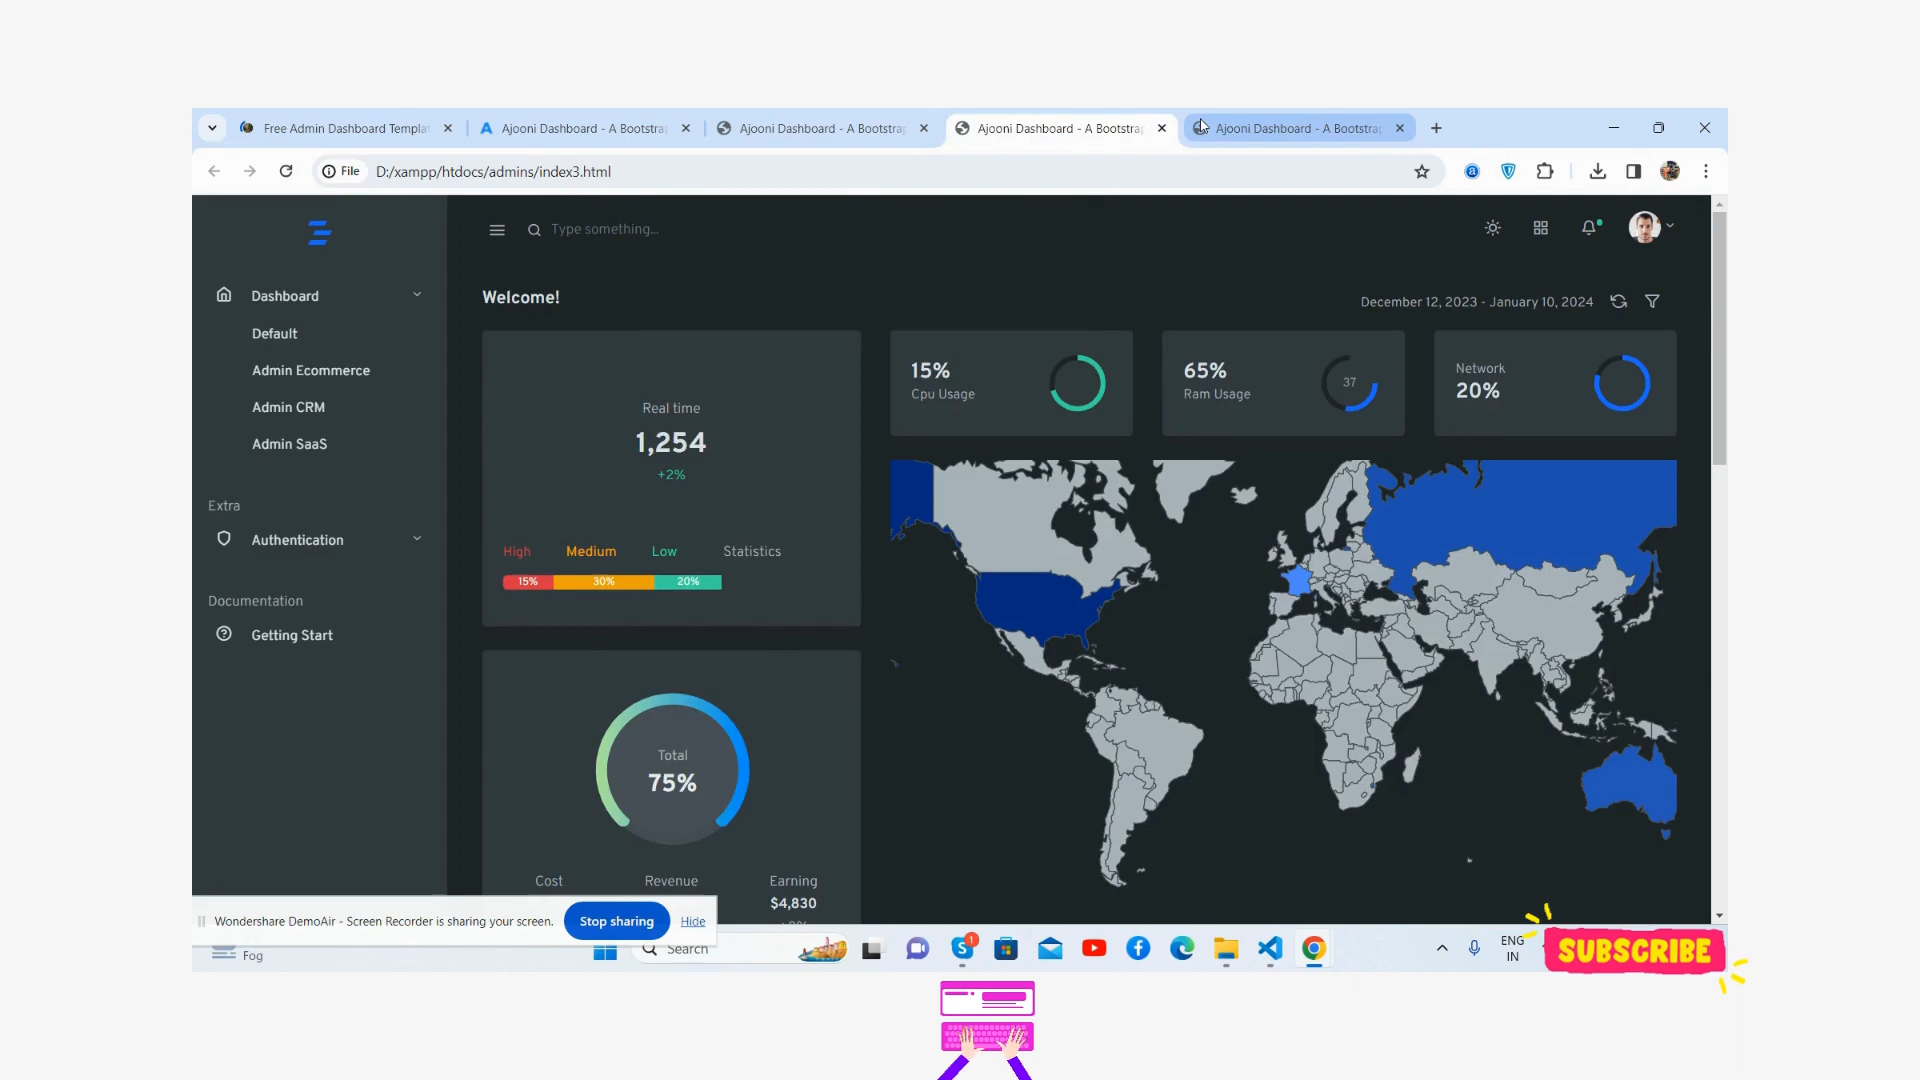 Free Admin Dashboard Templat
Ajooni Dashboard - A Bootstrap
Ajooni Dashboard - A Bootstrap
Ajooni Dashboard - A Bootstrap
Ajooni Dashboard - A Bootstrap
File
D:/xampp/htdocs/admins/index3.html
Type something...
Dashboard
Default
Admin Ecommerce
Admin CRM
Admin SaaS
Extra
Authentication
Documentation
Getting Start
Welcome!
December 12, 2023 - January 10, 2024
Real time
1,254
+2%
High Medium Low Statistics
15% 30% 20%
15%
Cpu Usage
65%
Ram Usage
37
Network
20%
Total
75%
Cost Revenue Earning
$4,830
Wondershare DemoAir - Screen Recorder is sharing your screen.
Stop sharing
Hide
Fog
Search
S
1
ENG
IN
SUBSCRIBE